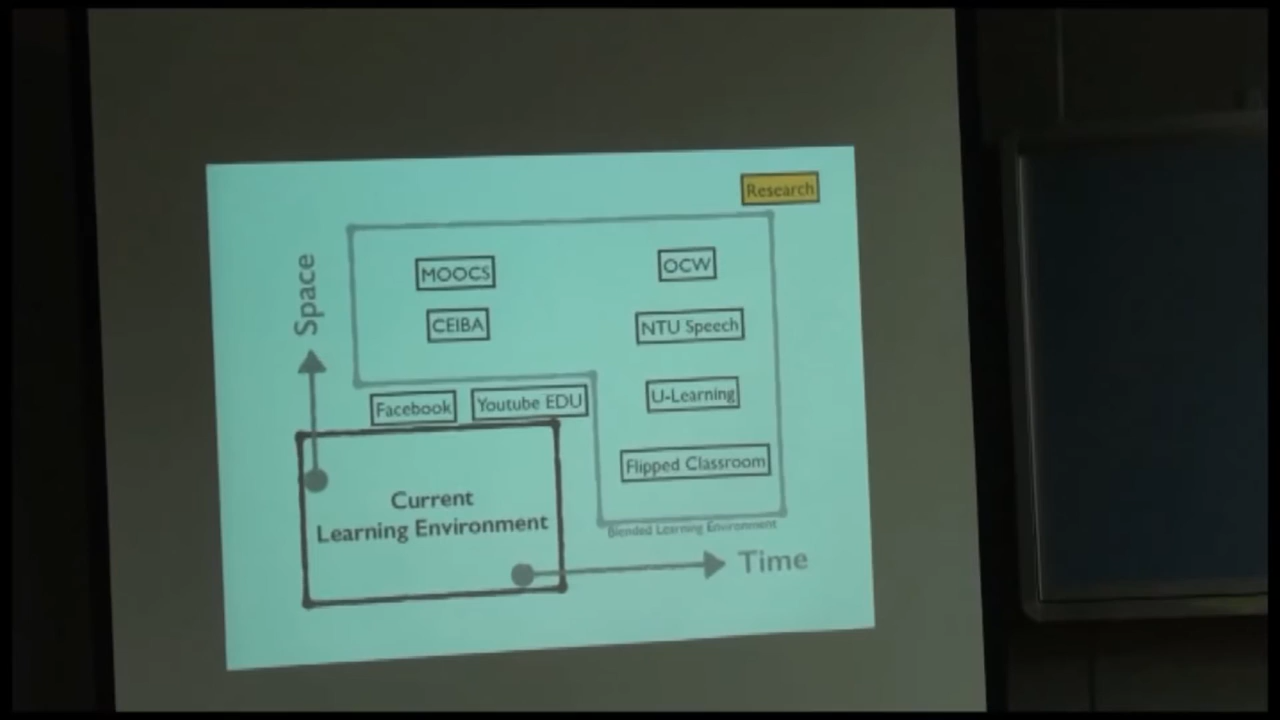 Research
Space
MOOCS
OCW
CEIBA
NTU Speech
Facebook
Youtube EDU
U-Learning
Flipped Classroom
Current
Learning Environment
Blended Learning Environment
Time